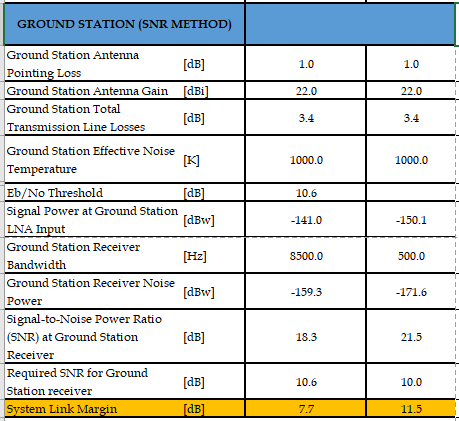 GROUND STATION (SNR METHOD)
Ground Station Antenna
Pointing Loss [dB] 1.0 1.0
Ground Station Antenna Gain [dBi] 22.0 22.0
Ground Station Total
Transmission Line Losses [dB] 3.4 3.4
Ground Station Effective Noise
Temperature [K] 1000.0 1000.0
Eb/No Threshold [dB] 10.6
Signal Power at Ground Station
LNA Input [dBw] -141.0 -150.1
Ground Station Receiver
Bandwidth [Hz] 8500.0 500.0
Ground Station Receiver Noise
Power [dBw] -159.3 -171.6
Signal-to-Noise Power Ratio
(SNR) at Ground Station [dB] 18.3 21.5
Receiver
Required SNR for Ground
Station receiver [dB] 10.6 10.0
System Link Margin [dB] 7.7 11.5